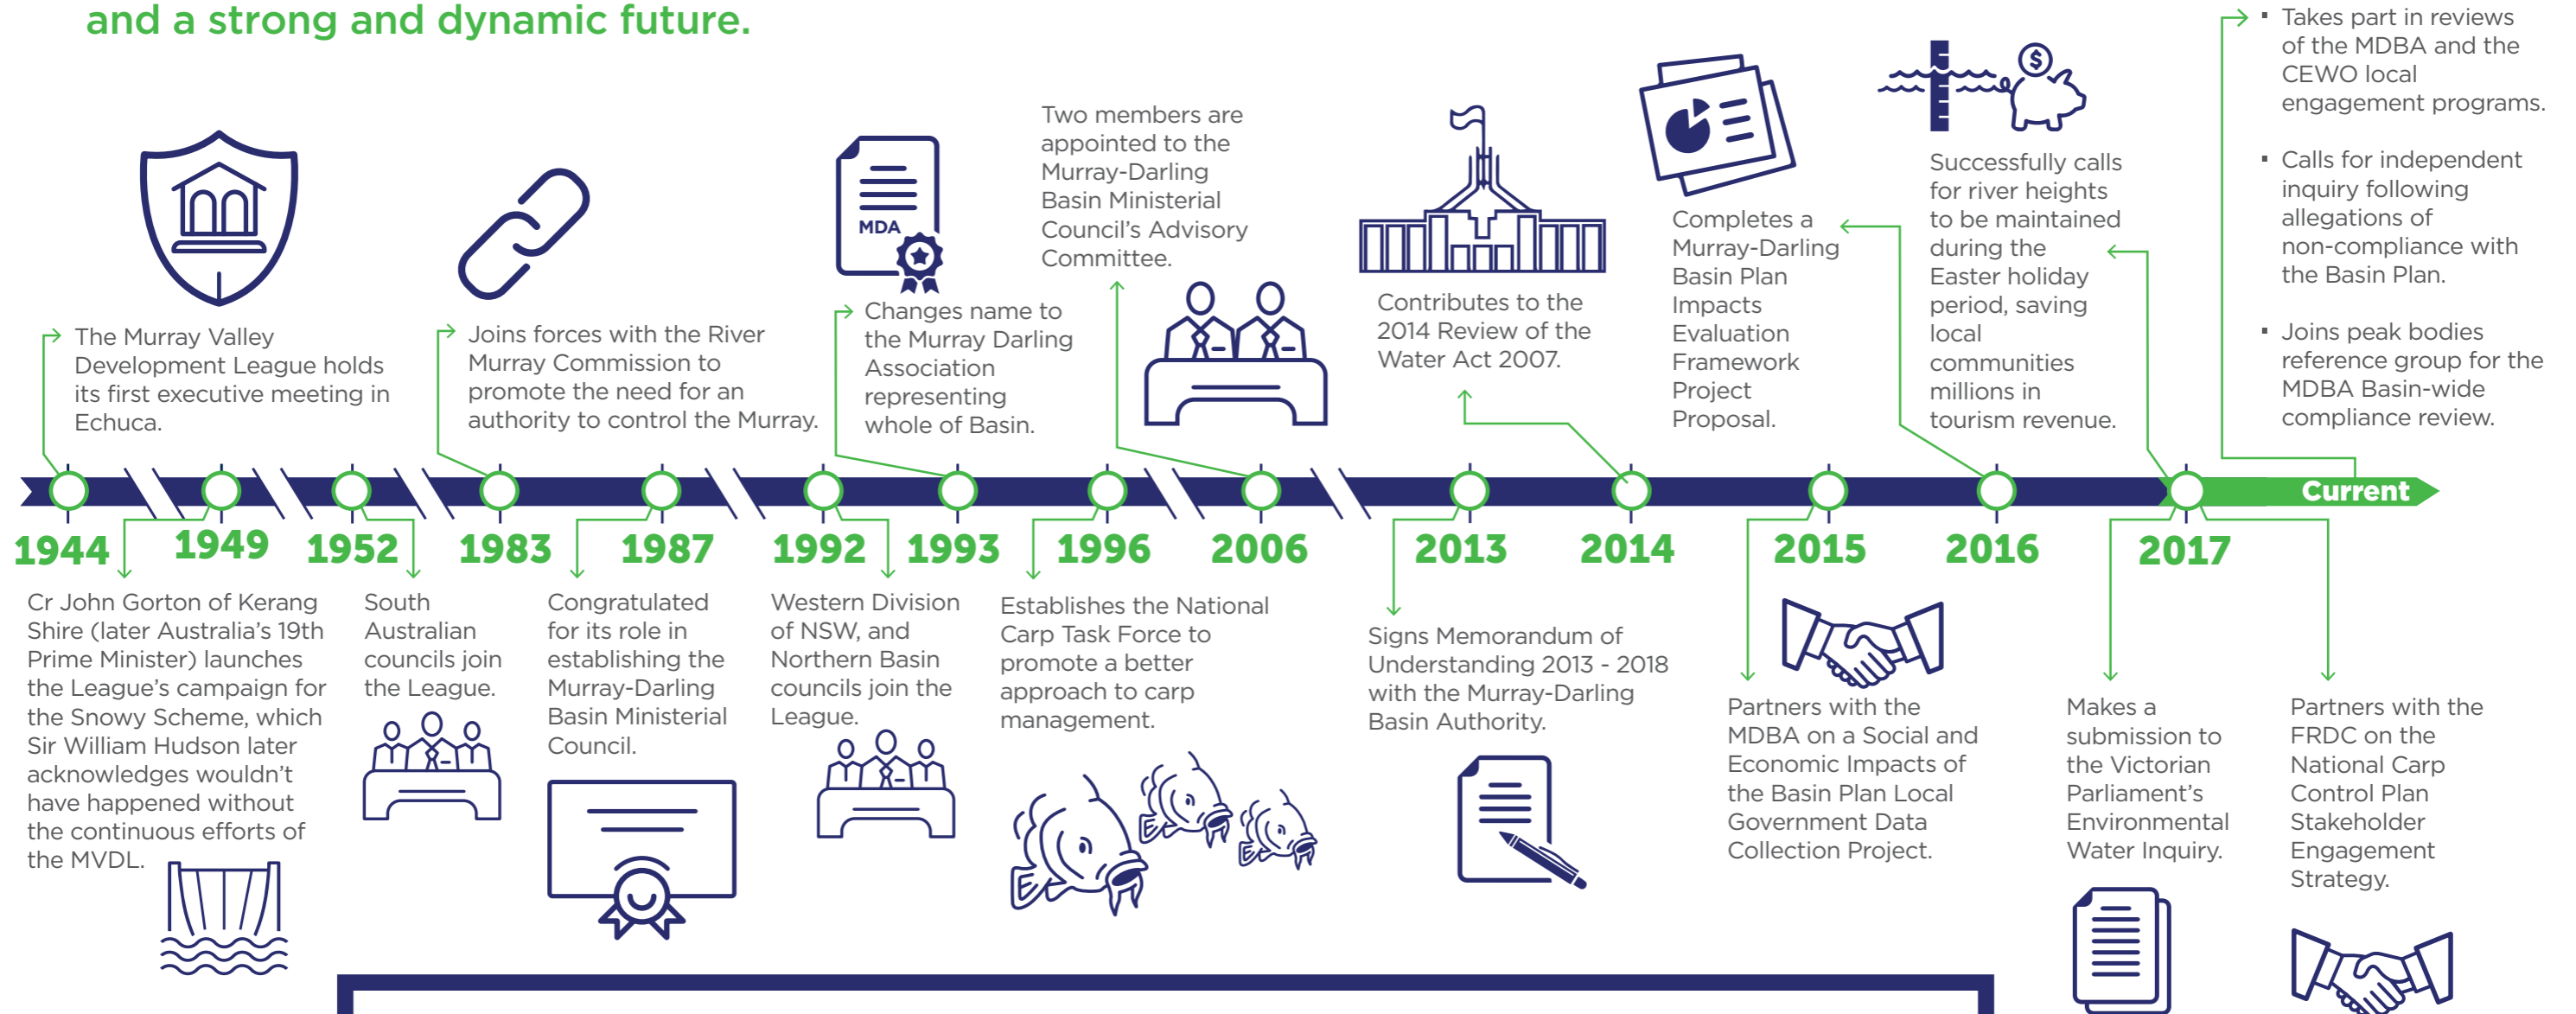 and a strong and dynamic future.
The Murray Valley
Development League holds
its first executive meeting in
Echuca.
Joins forces with the River
Murray Commission to
promote the need for an
authority to control the Murray.
MDA
Changes name to
the Murray Darling
Association
representing
whole of Basin.
Two members are
appointed to the
Murray-Darling
Basin Ministerial
Council’s Advisory
Committee.
Contributes to the
2014 Review of the
Water Act 2007.
Completes a
Murray-Darling
Basin Plan
Impacts
Evaluation
Framework
Project
Proposal.
$
Successfully calls
for river heights
to be maintained
during the
Easter holiday
period, saving
local
communities
millions in
tourism revenue.
▪ Takes part in reviews
of the MDBA and the
CEWO local
engagement programs.
▪ Calls for independent
inquiry following
allegations of
non-compliance with
the Basin Plan.
▪ Joins peak bodies
reference group for the
MDBA Basin-wide
compliance review.
Current
1944
1949
1952
1983
1987
1992
1993
1996
2006
2013
2014
2015
2016
2017
Cr John Gorton of Kerang
Shire (later Australia’s 19th
Prime Minister) launches
the League’s campaign for
the Snowy Scheme, which
Sir William Hudson later
acknowledges wouldn’t
have happened without
the continuous efforts of
the MVDL.
South
Australian
councils join
the League.
Congratulated
for its role in
establishing the
Murray-Darling
Basin Ministerial
Council.
Western Division
of NSW, and
Northern Basin
councils join the
League.
Establishes the National
Carp Task Force to
promote a better
approach to carp
management.
Signs Memorandum of
Understanding 2013 - 2018
with the Murray-Darling
Basin Authority.
Partners with the
MDBA on a Social and
Economic Impacts of
the Basin Plan Local
Government Data
Collection Project.
Makes a
submission to
the Victorian
Parliament’s
Environmental
Water Inquiry.
Partners with the
FRDC on the
National Carp
Control Plan
Stakeholder
Engagement
Strategy.